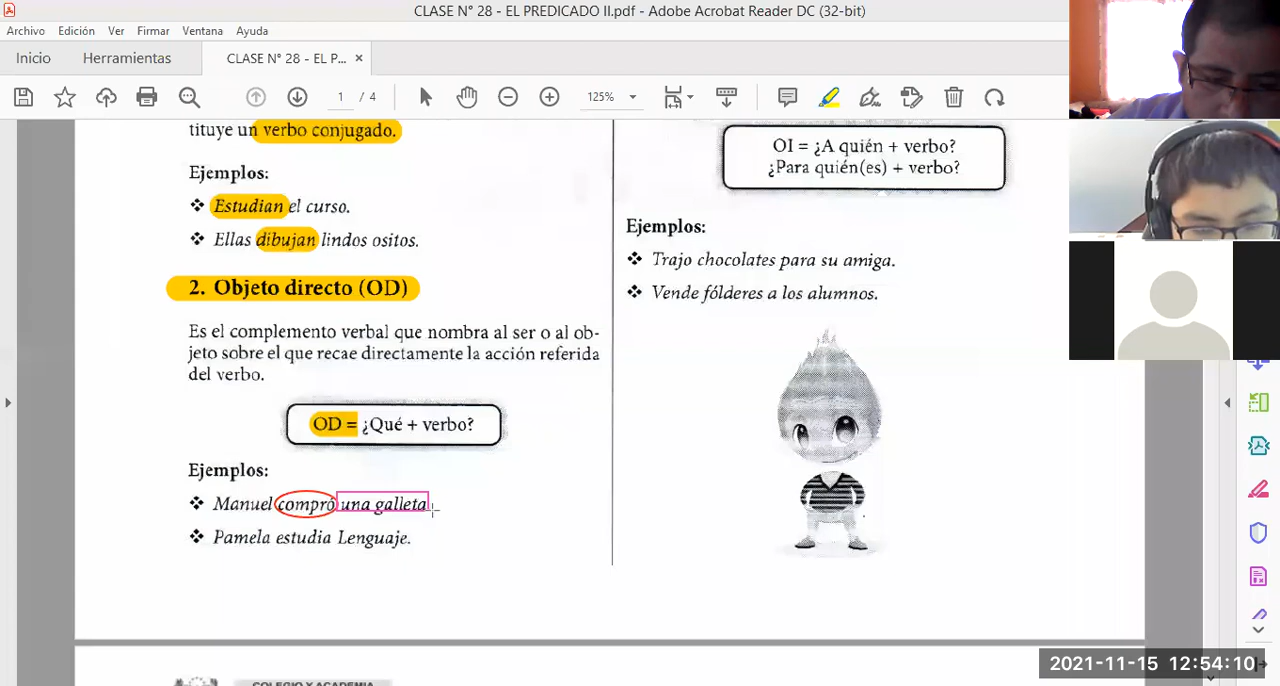 CLASE N° 28 - EL PREDICADO II.pdf - Adobe Acrobat Reader DC (32-bit)
Archivo Edición Ver Firmar Ventana Ayuda
Inicio Herramientas CLASE N° 28 - EL P... ×
1 / 4 125%
tituye un verbo conjugado.
Ejemplos:
❖ Estudian el curso.
❖ Ellas dibujan lindos ositos.
2. Objeto directo (OD)
Es el complemento verbal que nombra al ser o al ob-
jeto sobre el que recae directamente la acción referida
del verbo.
OD = ¿Qué + verbo?
Ejemplos:
❖ Manuel compró una galleta
❖ Pamela estudia Lenguaje.
OI = ¿A quién + verbo?
¿Para quién(es) + verbo?
Ejemplos:
❖ Trajo chocolates para su amiga.
❖ Vende fólderes a los alumnos.
COLEGIO Y ACADEMIA
2021-11-15 12:54:10